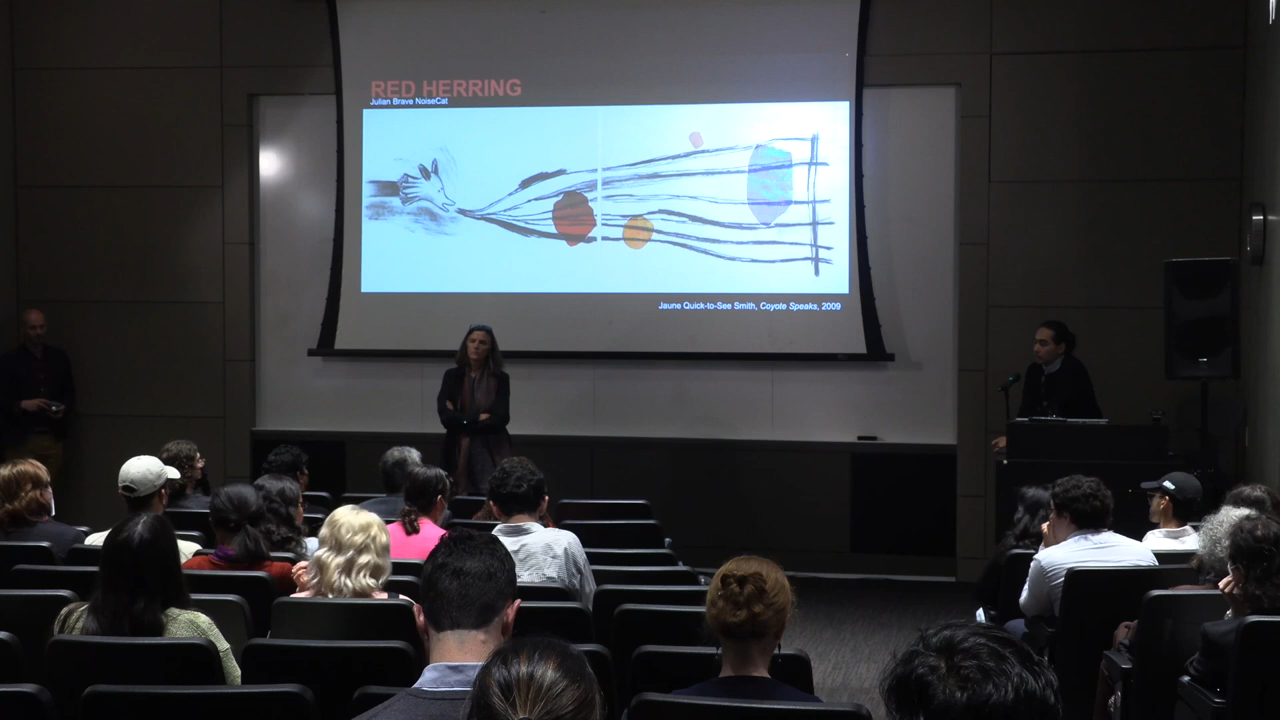 RED HERRING
Julian Brave NoiseCat
Jaune Quick-to-See Smith, Coyote Speaks, 2009